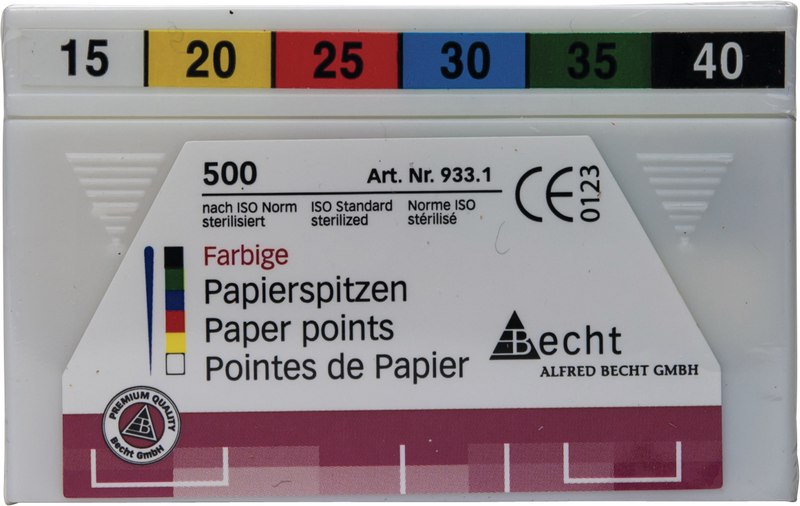 15 20 25 30 35 40
500 Art. Nr. 933.1
nach ISO Norm sterilisiert
ISO Standard sterilized
Norme ISO stérilisé
CE 0123
Farbige
Papierspitzen
Paper points
Pointes de Papier
Becht
ALFRED BECHT GMBH
PREMIUM QUALITY
B
Becht GmbH